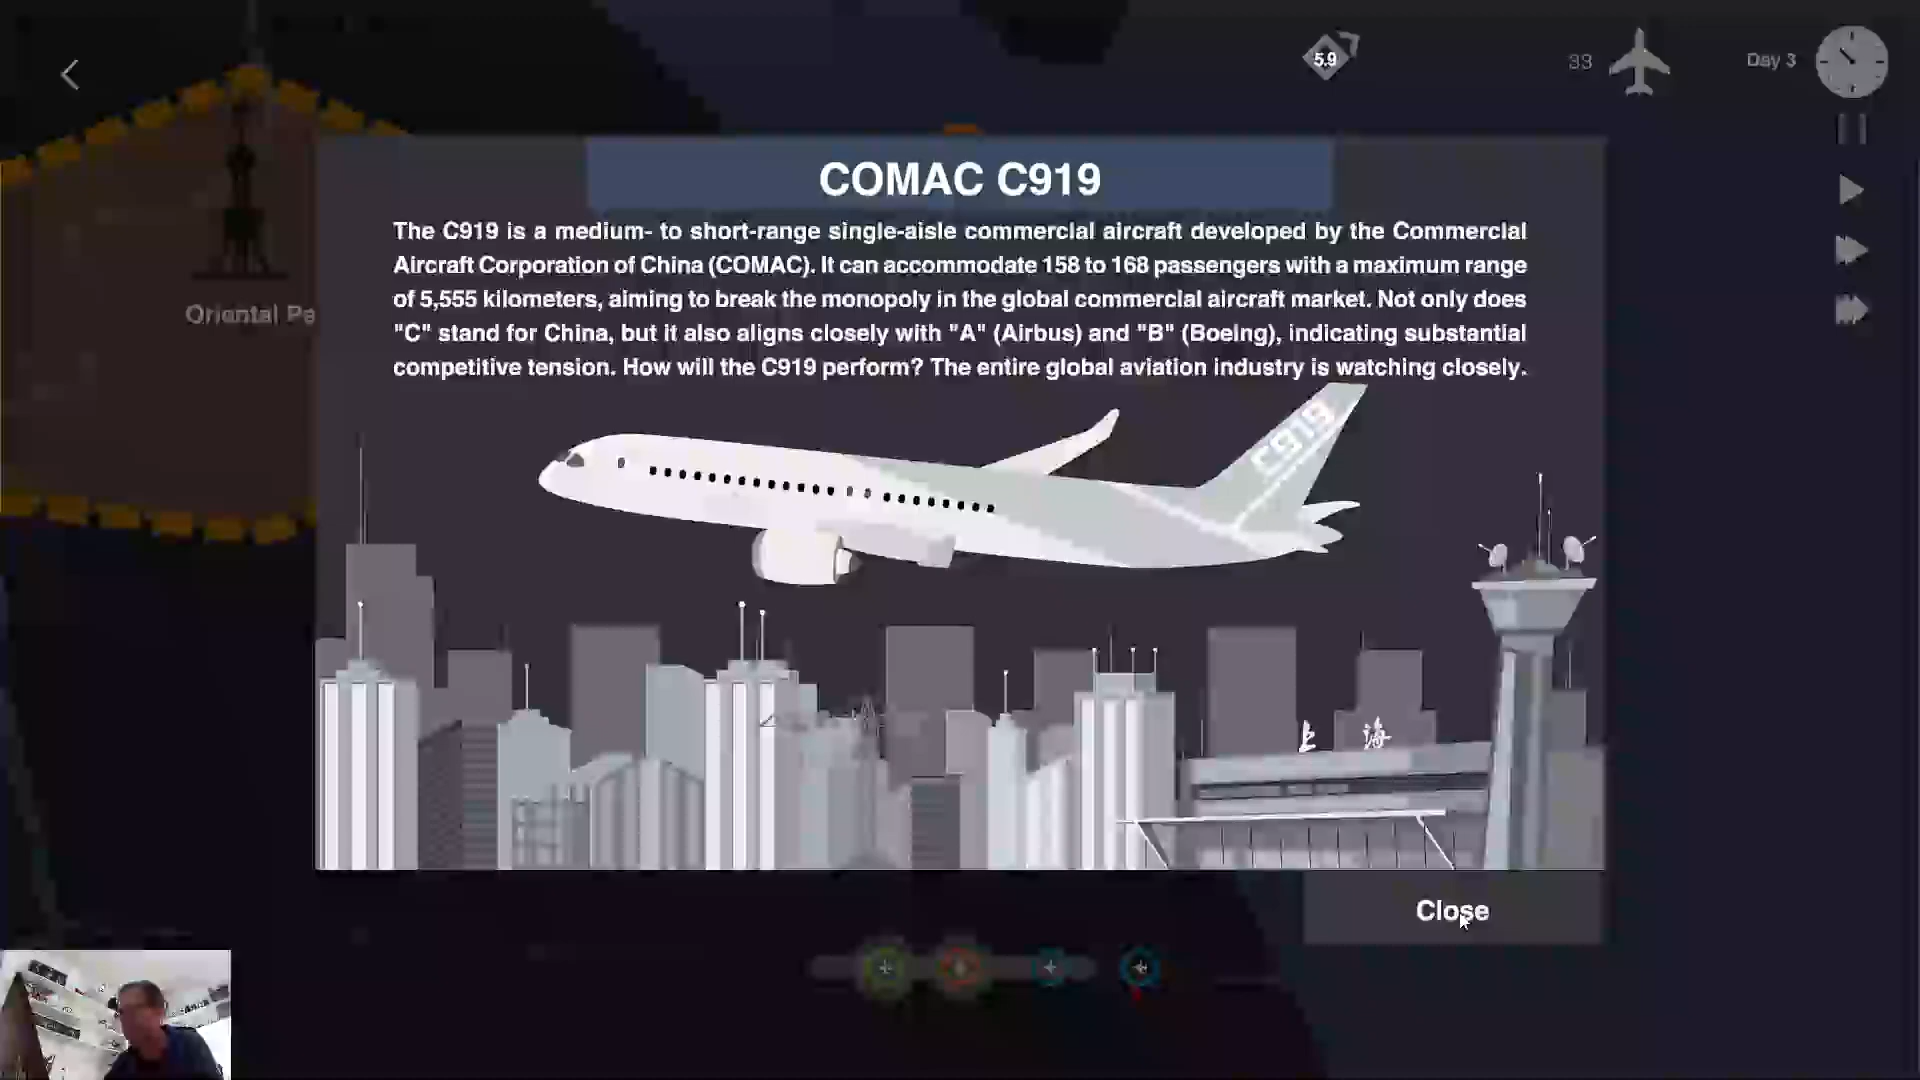 5.9
33
Day 3
COMAC C919
The C919 is a medium- to short-range single-aisle commercial aircraft developed by the Commercial
Aircraft Corporation of China (COMAC). It can accommodate 158 to 168 passengers with a maximum range
of 5,555 kilometers, aiming to break the monopoly in the global commercial aircraft market. Not only does
"C" stand for China, but it also aligns closely with "A" (Airbus) and "B" (Boeing), indicating substantial
competitive tension. How will the C919 perform? The entire global aviation industry is watching closely.
Oriental Pe
C919
上海
Close